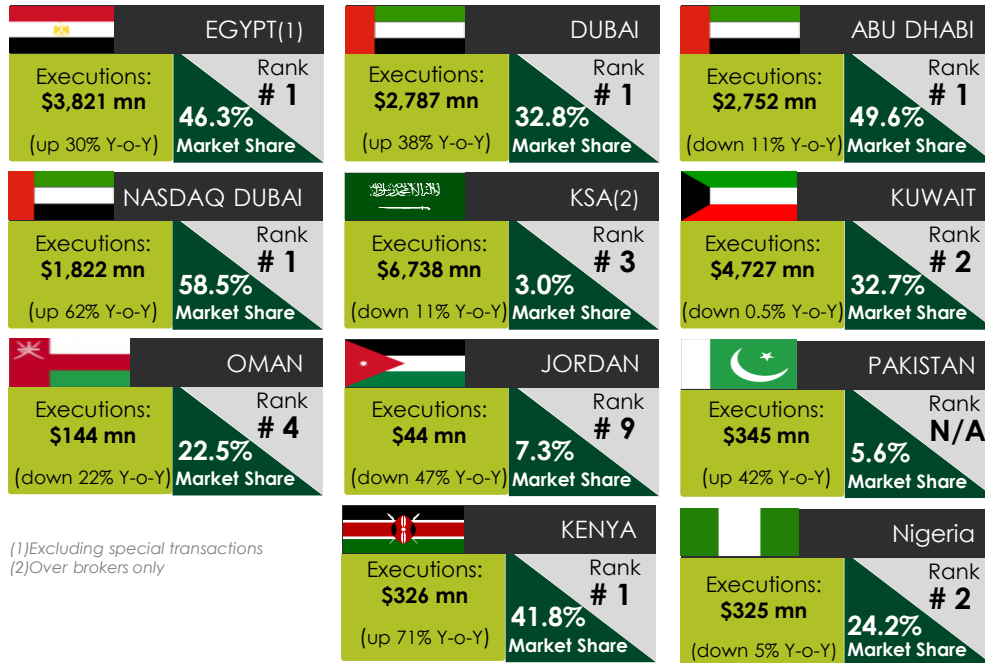 EGYPT(1)
Executions:
$3,821 mn
(up 30% Y-o-Y)
46.3%
Market Share
Rank
# 1
DUBAI
Executions:
$2,787 mn
(up 38% Y-o-Y)
32.8%
Market Share
Rank
# 1
ABU DHABI
Executions:
$2,752 mn
(down 11% Y-o-Y)
49.6%
Market Share
Rank
# 1
NASDAQ DUBAI
Executions:
$1,822 mn
(up 62% Y-o-Y)
58.5%
Market Share
Rank
# 1
KSA(2)
Executions:
$6,738 mn
(down 11% Y-o-Y)
3.0%
Market Share
Rank
# 3
KUWAIT
Executions:
$4,727 mn
(down 0.5% Y-o-Y)
32.7%
Market Share
Rank
# 2
OMAN
Executions:
$144 mn
(down 22% Y-o-Y)
22.5%
Market Share
Rank
# 4
JORDAN
Executions:
$44 mn
(down 47% Y-o-Y)
7.3%
Market Share
Rank
# 9
PAKISTAN
Executions:
$345 mn
(up 42% Y-o-Y)
5.6%
Market Share
Rank
N/A
KENYA
Executions:
$326 mn
(up 71% Y-o-Y)
41.8%
Market Share
Rank
# 1
Nigeria
Executions:
$325 mn
(down 5% Y-o-Y)
24.2%
Market Share
Rank
# 2
(1)Excluding special transactions
(2)Over brokers only